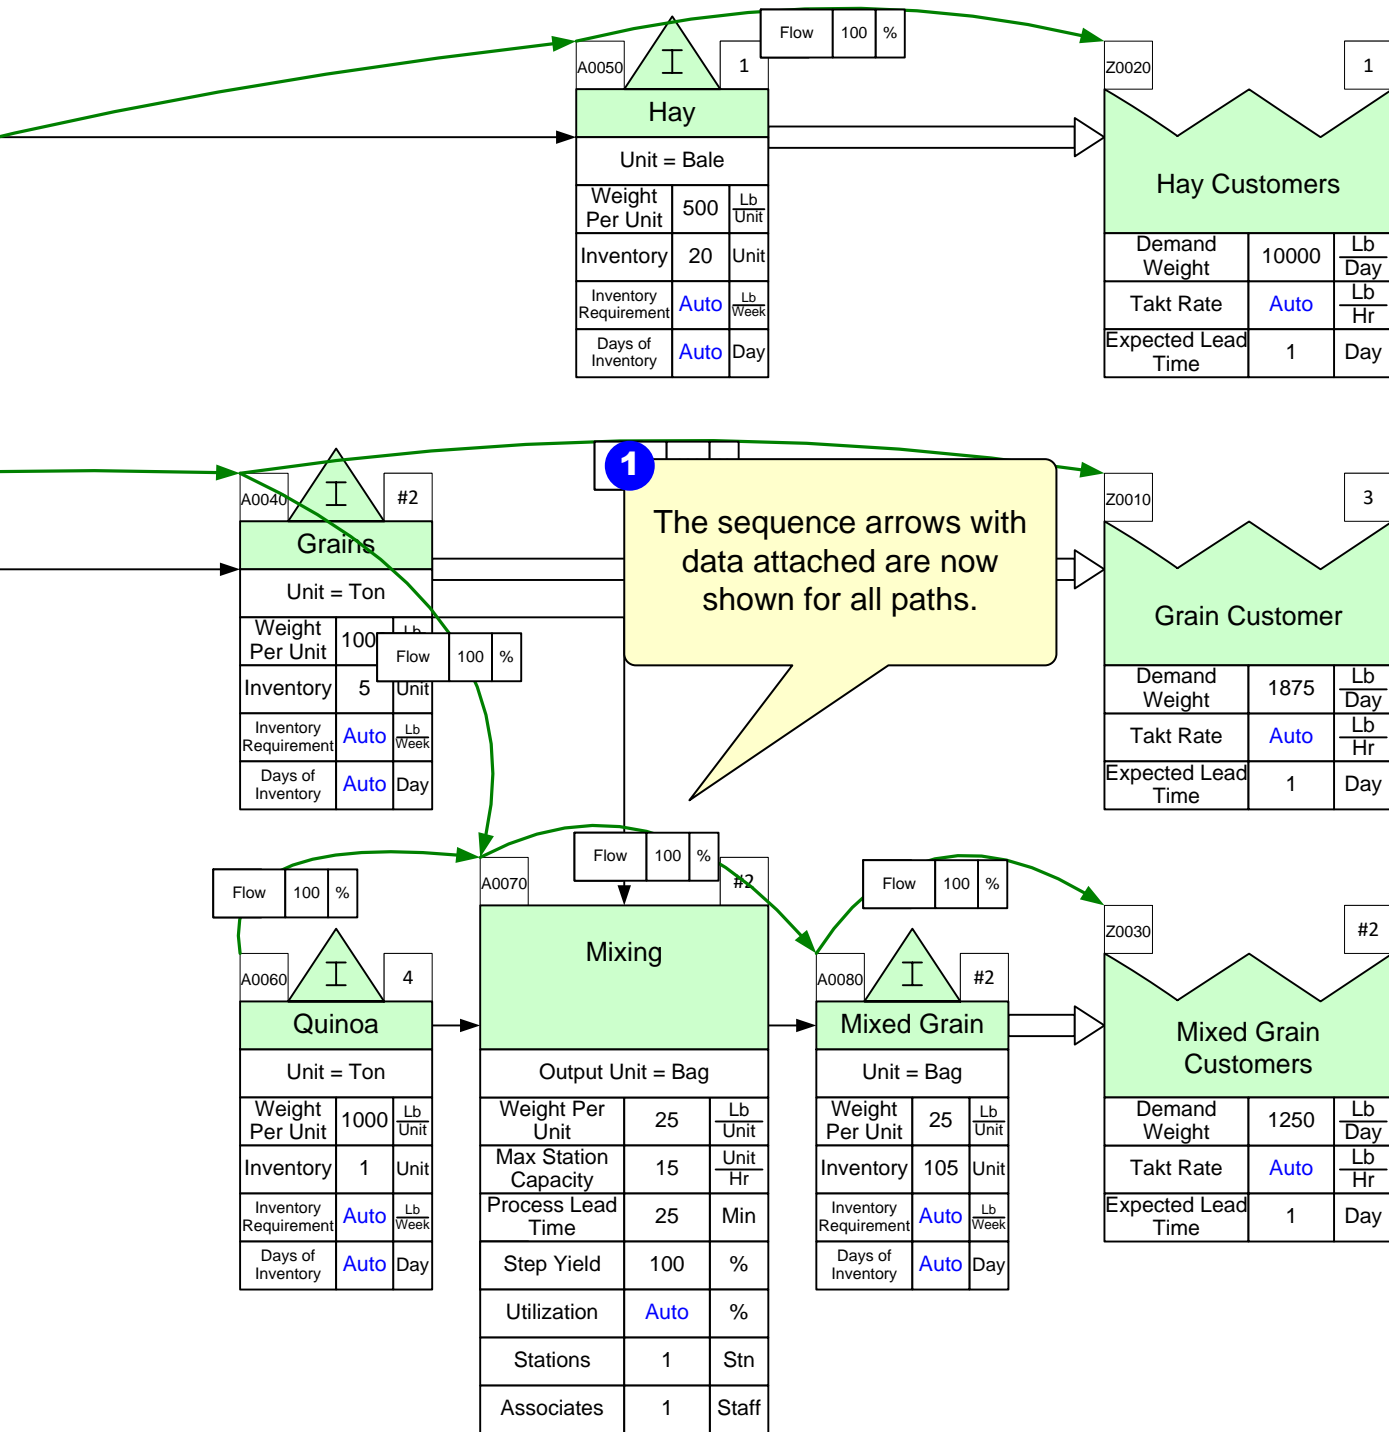 Flow 100 %
A0050 1
Hay
Unit = Bale
Weight
Per Unit 500 Lb
Unit
Inventory 20 Unit
Inventory
Requirement Auto Lb
Week
Days of
Inventory Auto Day
Z0020 1
Hay Customers
Demand
Weight 10000 Lb
Day
Takt Rate Auto Lb
Hr
Expected Lead
Time 1 Day
A0040 #2
Grains
Unit = Ton
Weight
Per Unit
Inventory 5 Unit
Inventory
Requirement Auto Lb
Week
Days of
Inventory Auto Day
Flow 100 %
1
The sequence arrows with
data attached are now
shown for all paths.
Z0010 3
Grain Customer
Demand
Weight 1875 Lb
Day
Takt Rate Auto Lb
Hr
Expected Lead
Time 1 Day
Flow 100 %
A0060 4
Quinoa
Unit = Ton
Weight
Per Unit 1000 Lb
Unit
Inventory 1 Unit
Inventory
Requirement Auto Lb
Week
Days of
Inventory Auto Day
Flow 100 %
A0070 #2
Mixing
Output Unit = Bag
Weight Per
Unit 25 Lb
Unit
Max Station
Capacity 15 Unit
Hr
Process Lead
Time 25 Min
Step Yield 100 %
Utilization Auto %
Stations 1 Stn
Associates 1 Staff
Flow 100 %
A0080 #2
Mixed Grain
Unit = Bag
Weight
Per Unit 25 Lb
Unit
Inventory 105 Unit
Inventory
Requirement Auto Lb
Week
Days of
Inventory Auto Day
Z0030 #2
Mixed Grain
Customers
Demand
Weight 1250 Lb
Day
Takt Rate Auto Lb
Hr
Expected Lead
Time 1 Day